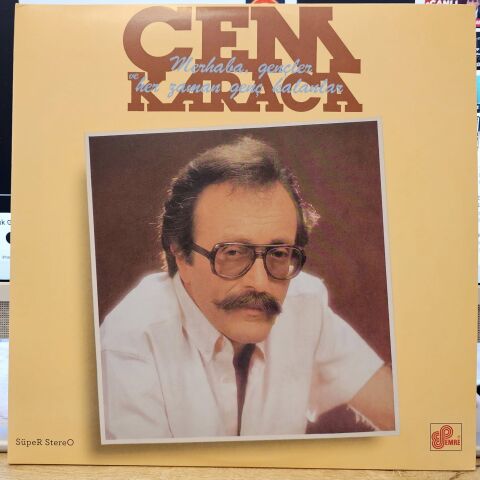 CEM
Merhaba gençler
ve her zaman genç kalanlar
KARACA
SüpeR StereO
EMRE